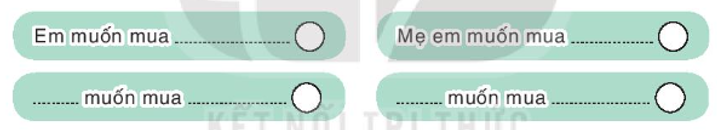 Em muốn mua ....................
Mẹ em muốn mua ..............
........ muốn mua ..................
........ muốn mua .................
KẾT NỐI TRI THỨC